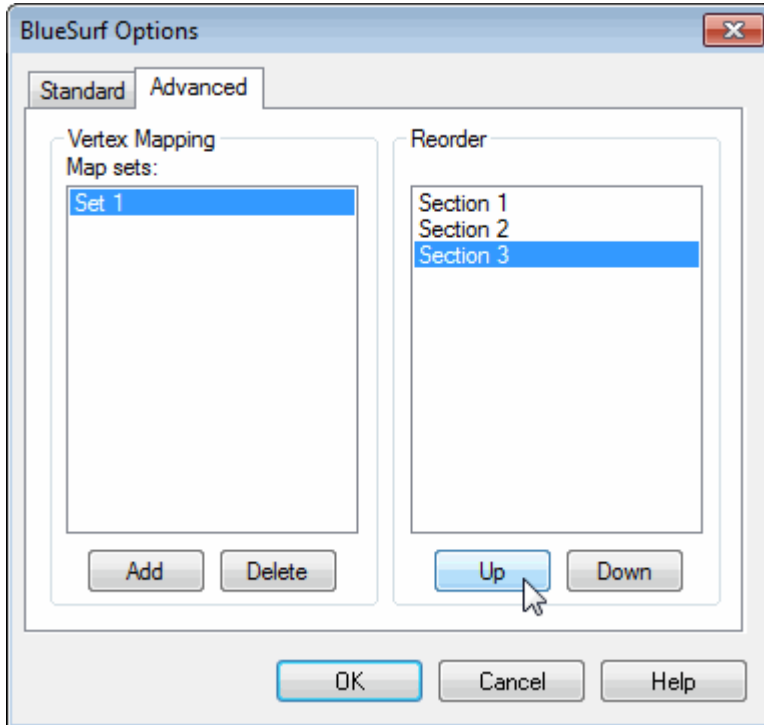 BlueSurf Options
Standard
Advanced
Vertex Mapping
Map sets:
Set 1
Add
Delete
Reorder
Section 1
Section 2
Section 3
Up
Down
OK
Cancel
Help